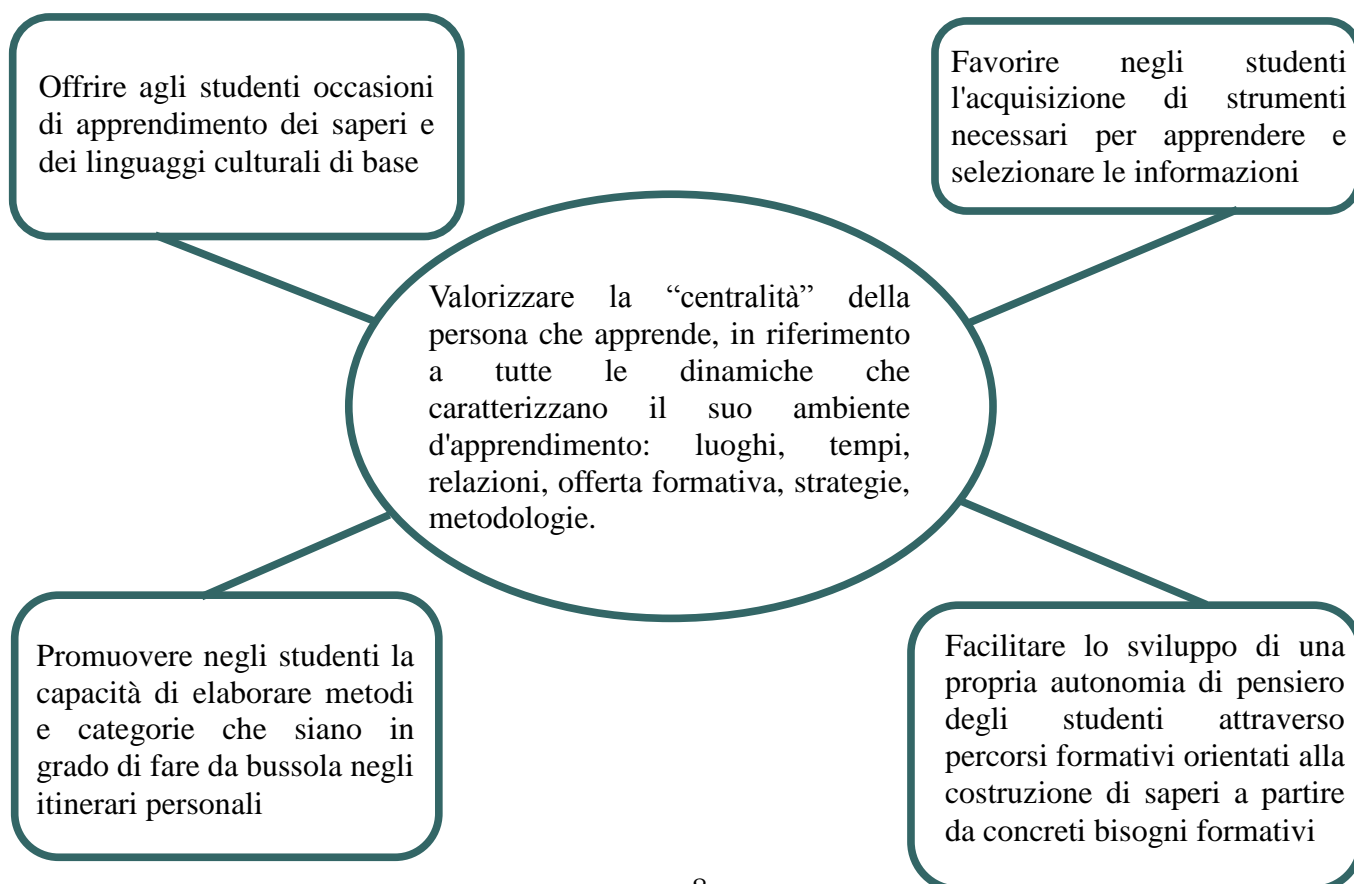 Offrire agli studenti occasioni
di apprendimento dei saperi e
dei linguaggi culturali di base
Favorire negli studenti
l'acquisizione di strumenti
necessari per apprendere e
selezionare le informazioni
Valorizzare la “centralità” della
persona che apprende, in riferimento
a tutte le dinamiche che
caratterizzano il suo ambiente
d'apprendimento: luoghi, tempi,
relazioni, offerta formativa, strategie,
metodologie.
Promuovere negli studenti la
capacità di elaborare metodi
e categorie che siano in
grado di fare da bussola negli
itinerari personali
Facilitare lo sviluppo di una
propria autonomia di pensiero
degli studenti attraverso
percorsi formativi orientati alla
costruzione di saperi a partire
da concreti bisogni formativi